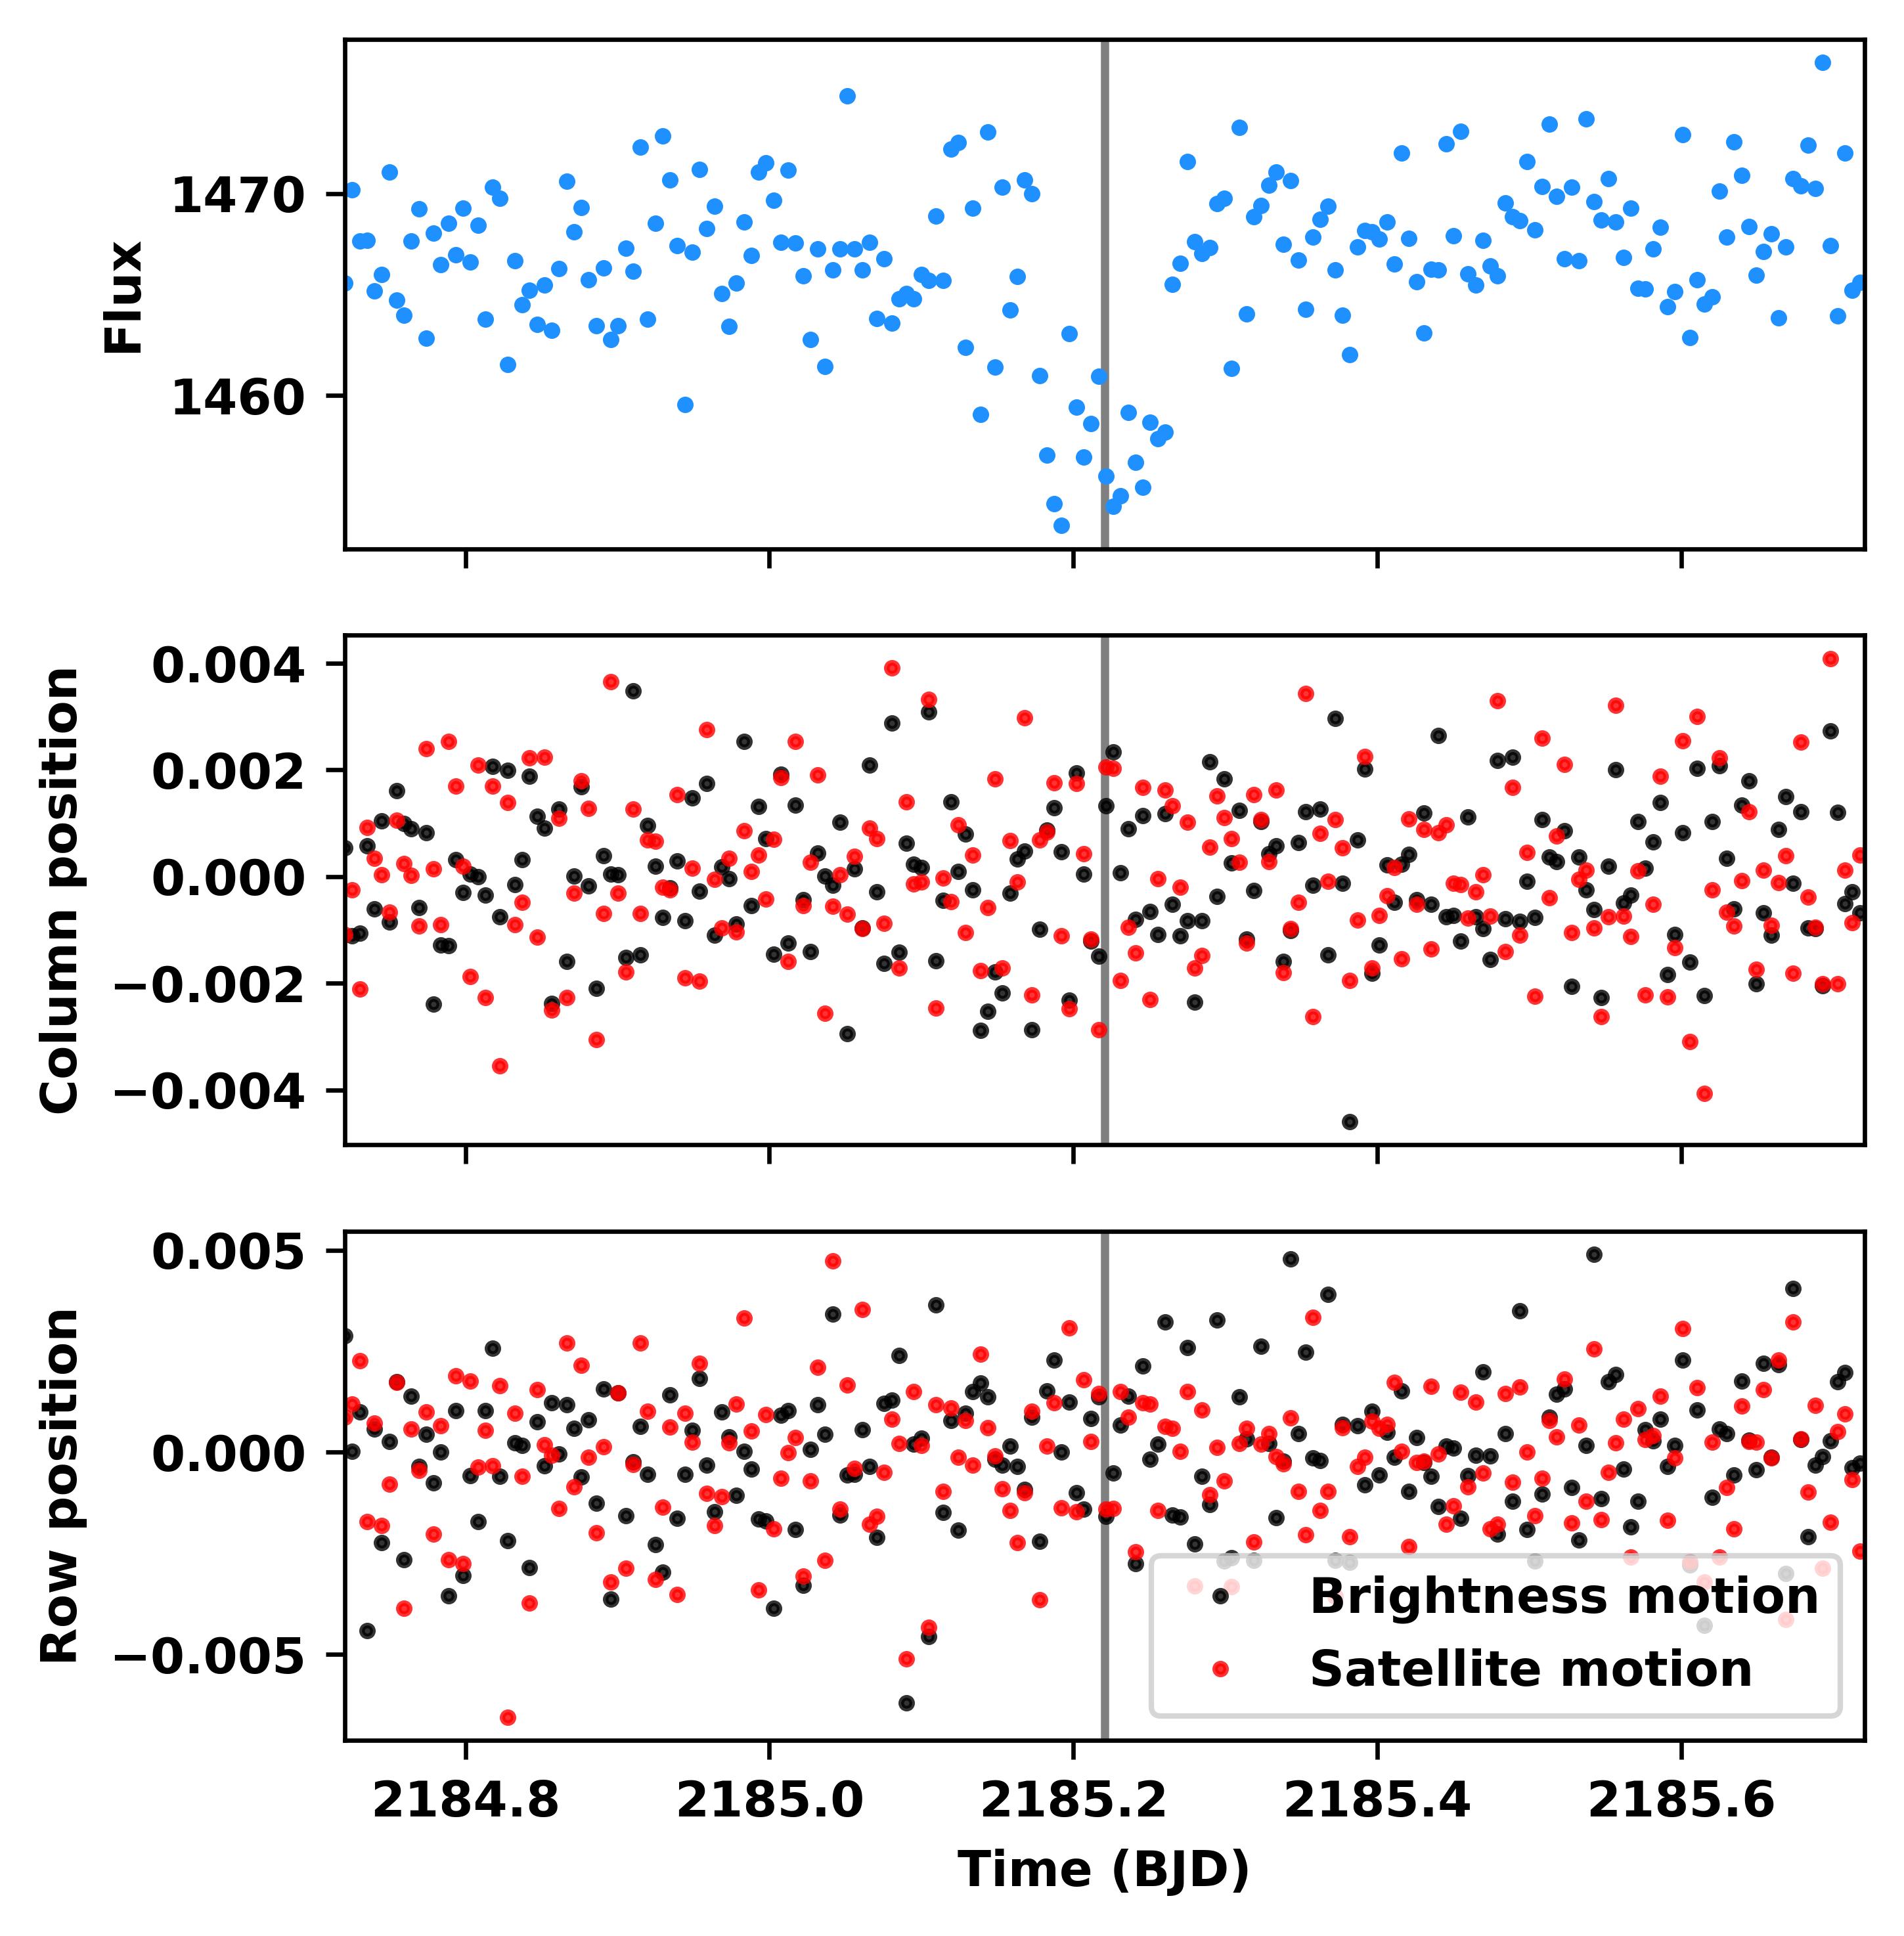 Flux
1470
1460
Column position
0.004
0.002
0.000
−0.002
−0.004
Row position
0.005
0.000
−0.005
Brightness motion
Satellite motion
2184.8 2185.0 2185.2 2185.4 2185.6
Time (BJD)